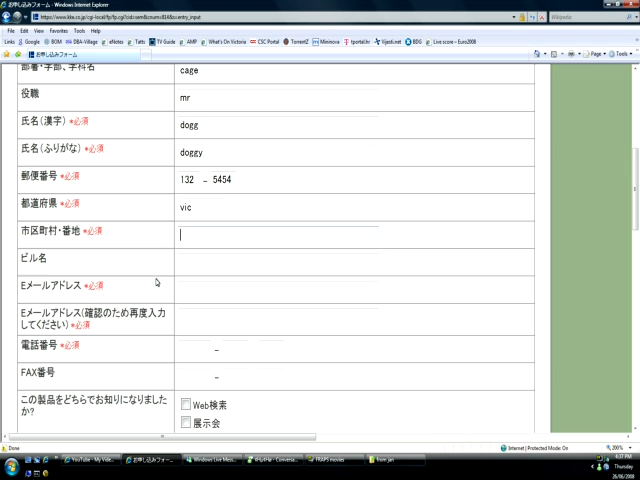 お申し込みフォーム - Windows Internet Explorer
https://www.kke.co.jp/cgi-local/fp/fp.cgi?cid=sem&cnum=814&s=entry_input
Wikipedia
File Edit View Favorites Tools Help
Links Google BOM DBA-Village eNotes Tatts TV Guide AMP What's On Victoria CSC Portal TorrentZ Mininova tportal.hr Vijesti.net BDG Live score - Euro2008
お申し込みフォーム
Page Tools
部署・学部、学科名 cage
役職 mr
氏名(漢字) *必須 dogg
氏名(ふりがな) *必須 doggy
郵便番号 *必須 132 - 5454
都道府県 *必須 vic
市区町村・番地 *必須
ビル名
Eメールアドレス *必須
Eメールアドレス(確認のため再度入力
してください) *必須
電話番号 *必須 -
FAX番号 -
この製品をどちらでお知りになりました
か?
Web検索
展示会
Done
Internet | Protected Mode: On
200%
YouTube - My Vide...
お申し込みフォー...
Windows Live Mess...
FRAPS movies
from jan
4:37 PM
Thursday
26/06/2008